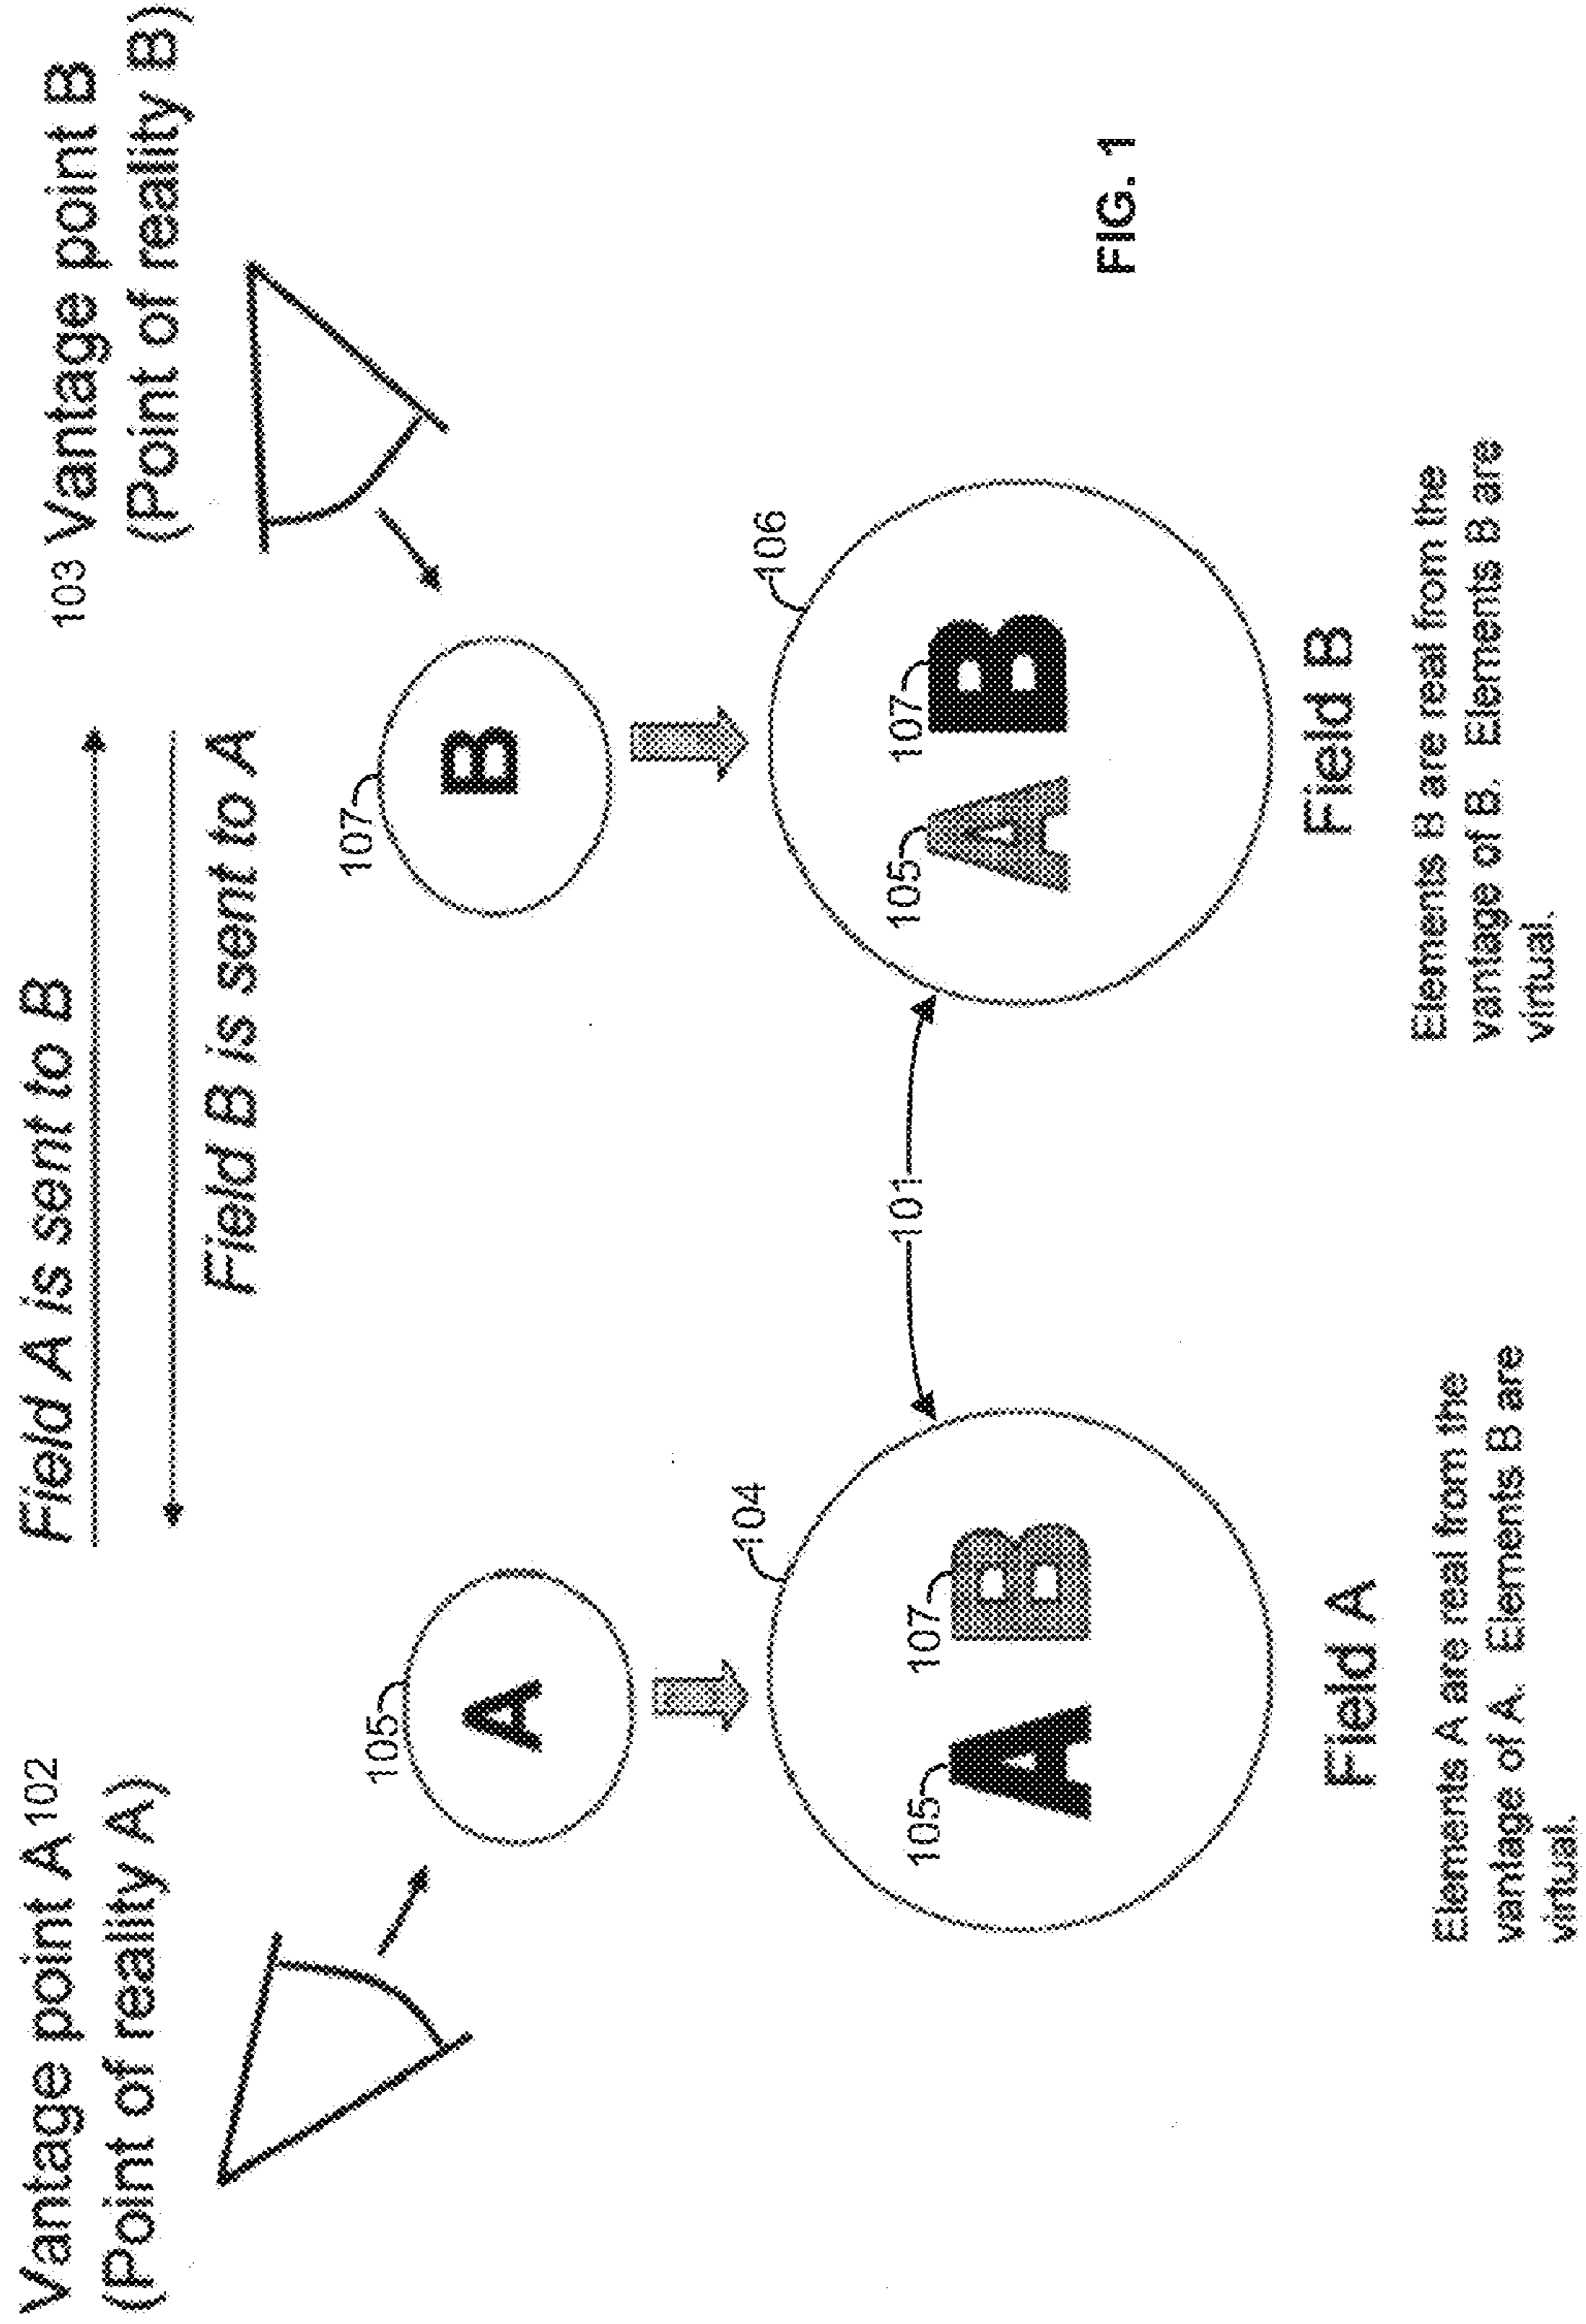 Vantage point A 102
(Point of reality A)
Field A is sent to B
Field B is sent to A
103 Vantage point B
(Point of reality B)
105
A
107
B
104
105
107
A B
101
106
105
107
A B
Field A
Field B
Elements A are real from the
vantage of A. Elements B are
virtual.
Elements B are real from the
vantage of B. Elements B are
virtual.
FIG. 1